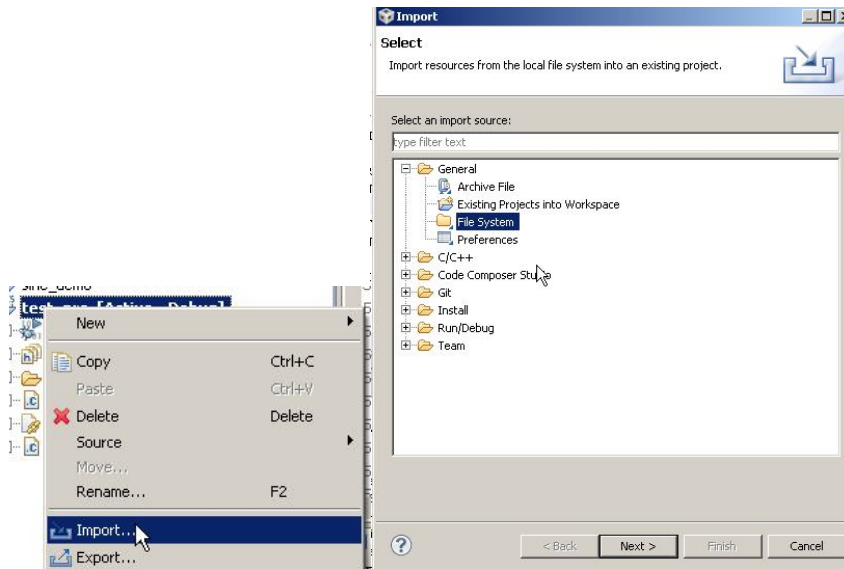 Import
Select
Import resources from the local file system into an existing project.
Select an import source:
type filter text
General
Archive File
Existing Projects into Workspace
File System
Preferences
C/C++
Code Composer Studio
Git
Install
Run/Debug
Team
< Back Next > Finish Cancel
New
Copy Ctrl+C
Paste Ctrl+V
Delete Delete
Source
Move...
Rename... F2
Import...
Export...